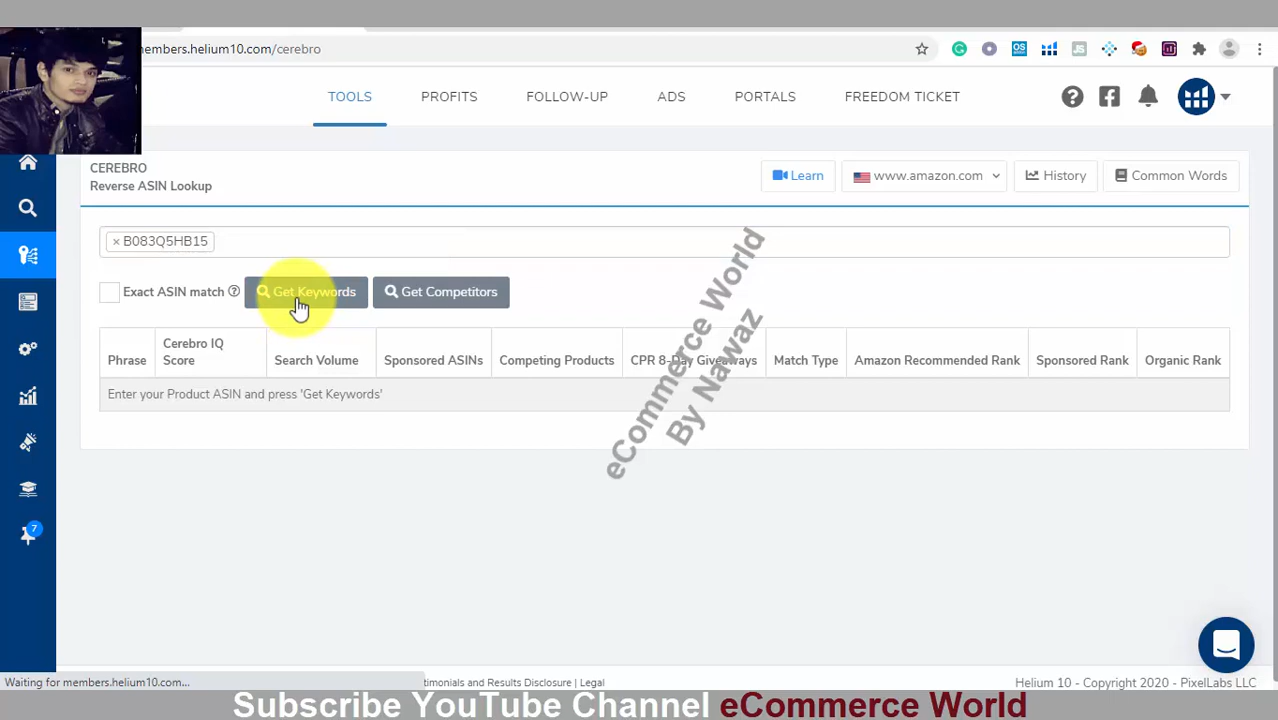 members.helium10.com/cerebro
TOOLS
PROFITS
FOLLOW-UP
ADS
PORTALS
FREEDOM TICKET
CEREBRO
Reverse ASIN Lookup
Learn
www.amazon.com
History
Common Words
× B083Q5HB15
Exact ASIN match
Get Keywords
Get Competitors
Phrase
Cerebro IQ
Score
Search Volume
Sponsored ASINs
Competing Products
CPR 8-Day Giveaways
Match Type
Amazon Recommended Rank
Sponsored Rank
Organic Rank
Enter your Product ASIN and press 'Get Keywords'
eCommerce World
By Nawaz
7
Waiting for members.helium10.com...
and Results Disclosure | Legal
Helium 10 - Copyright 2020 - PixelLabs LLC
Subscribe YouTube Channel eCommerce World